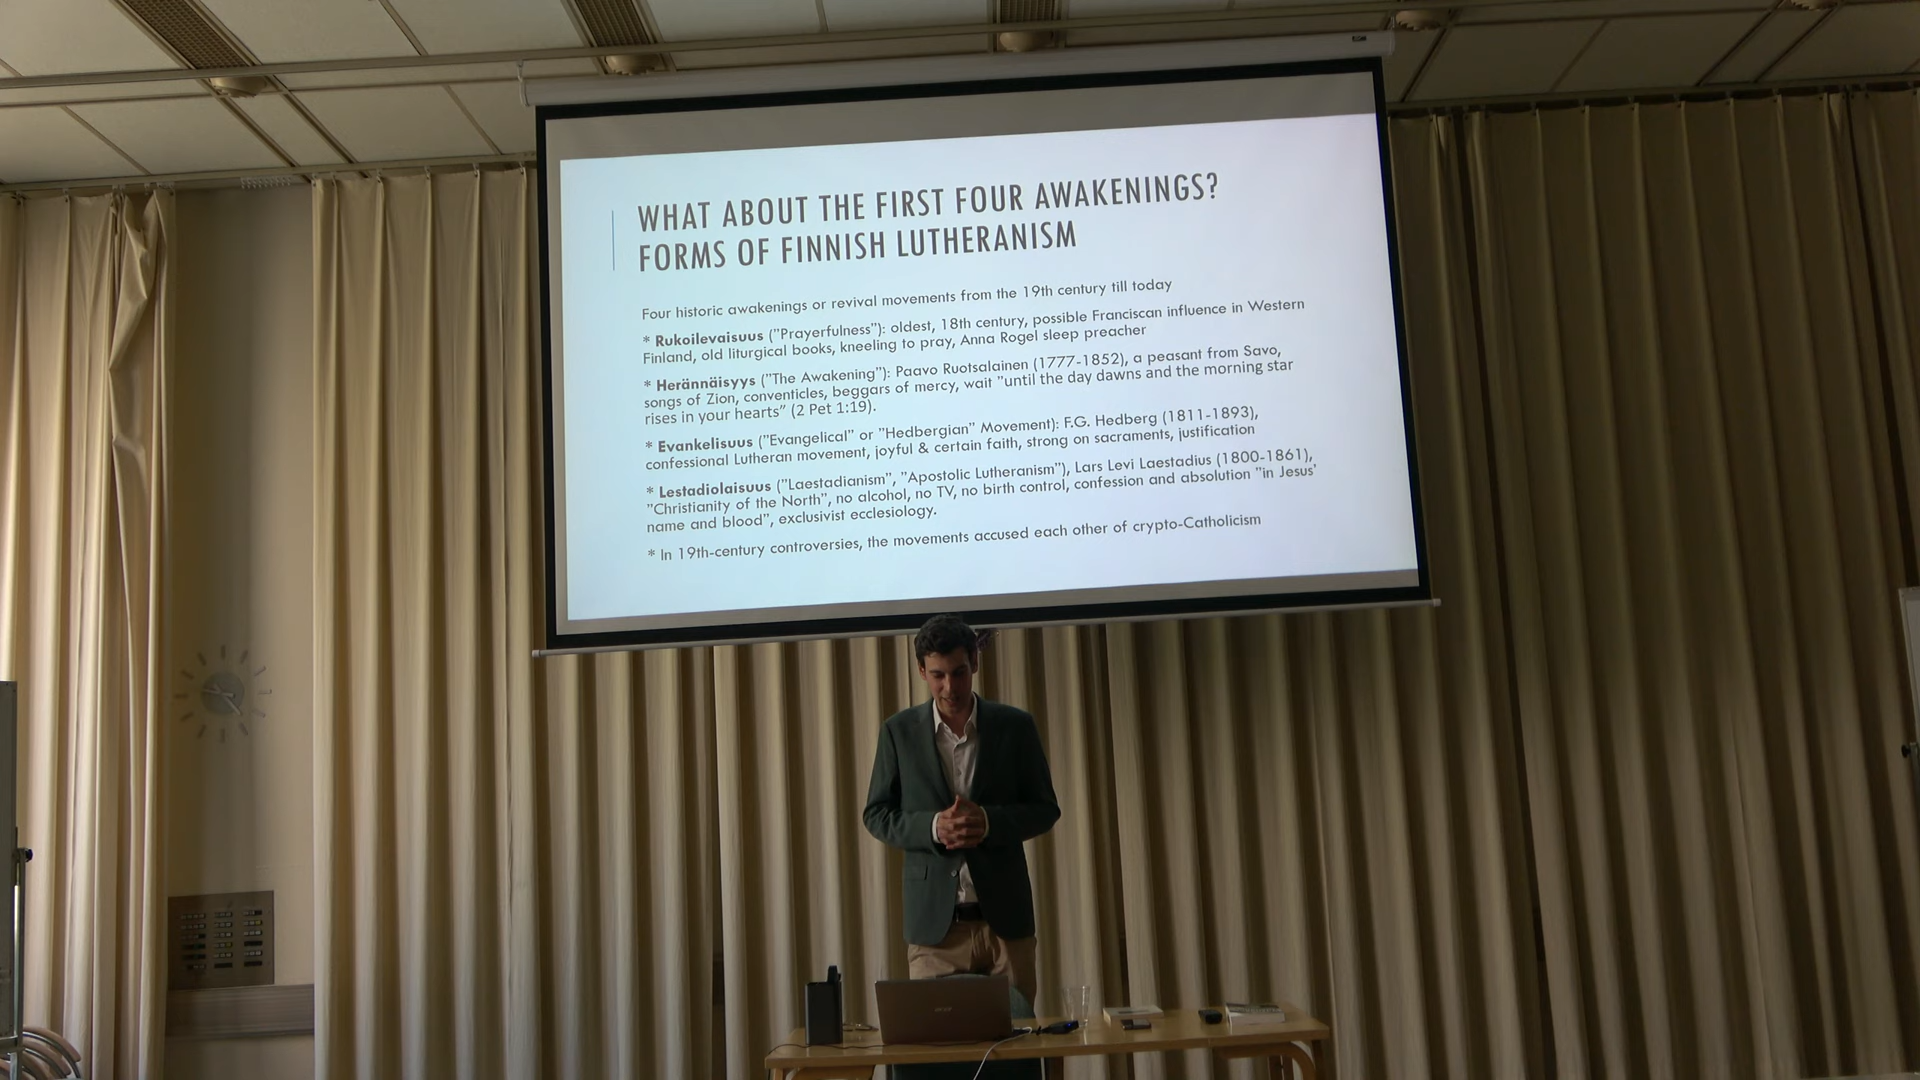 WHAT ABOUT THE FIRST FOUR AWAKENINGS?
FORMS OF FINNISH LUTHERANISM
Four historic awakenings or revival movements from the 19th century till today
* Rukoilevaisuus ("Prayerfulness"): oldest, 18th century, possible Franciscan influence in Western
Finland, old liturgical books, kneeling to pray, Anna Rogel sleep preacher
* Herännäisyys ("The Awakening"): Paavo Ruotsalainen (1777-1852), a peasant from Savo,
songs of Zion, conventicles, beggars of mercy, wait "until the day dawns and the morning star
rises in your hearts" (2 Pet 1:19).
* Evankelisuus ("Evangelical" or "Hedbergian" Movement): F.G. Hedberg (1811-1893),
confessional Lutheran movement, joyful & certain faith, strong on sacraments, justification
* Lestadiolaisuus ("Laestadianism", "Apostolic Lutheranism"), Lars Levi Laestadius (1800-1861),
"Christianity of the North", no alcohol, no TV, no birth control, confession and absolution "in Jesus'
name and blood", exclusivist ecclesiology.
* In 19th-century controversies, the movements accused each other of crypto-Catholicism
acer